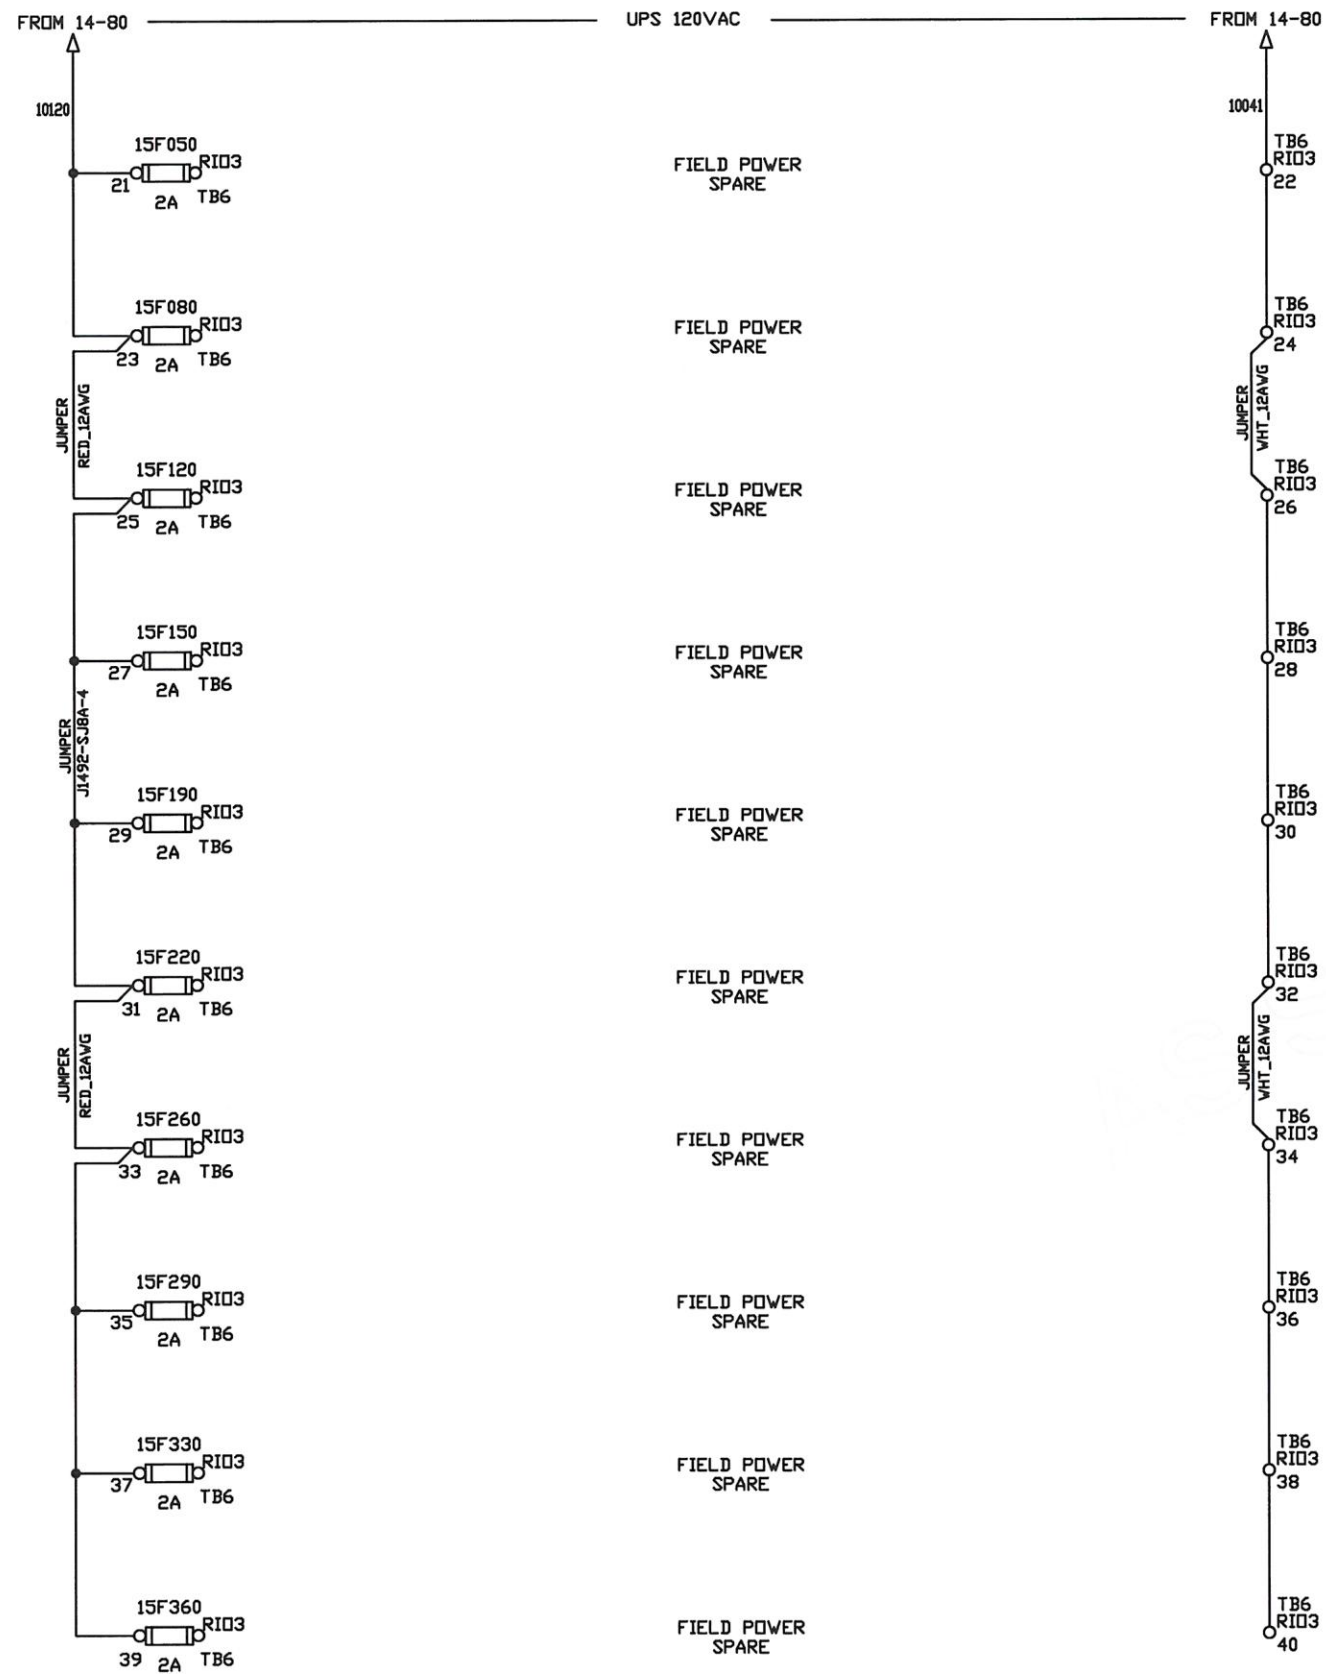 FROM 14-80
UPS 120VAC
FROM 14-80
10120
10041
15F050
RIO3
21
2A
TB6
FIELD POWER
SPARE
TB6
RIO3
22
15F080
RIO3
23
2A
TB6
FIELD POWER
SPARE
TB6
RIO3
24
JUMPER
RED_12AWG
JUMPER
WHT_12AWG
15F120
RIO3
25
2A
TB6
FIELD POWER
SPARE
TB6
RIO3
26
15F150
RIO3
27
2A
TB6
FIELD POWER
SPARE
TB6
RIO3
28
JUMPER
J1492-SJ8A-4
15F190
RIO3
29
2A
TB6
FIELD POWER
SPARE
TB6
RIO3
30
15F220
RIO3
31
2A
TB6
FIELD POWER
SPARE
TB6
RIO3
32
JUMPER
RED_12AWG
JUMPER
WHT_12AWG
15F260
RIO3
33
2A
TB6
FIELD POWER
SPARE
TB6
RIO3
34
15F290
RIO3
35
2A
TB6
FIELD POWER
SPARE
TB6
RIO3
36
15F330
RIO3
37
2A
TB6
FIELD POWER
SPARE
TB6
RIO3
38
15F360
RIO3
39
2A
TB6
FIELD POWER
SPARE
TB6
RIO3
40